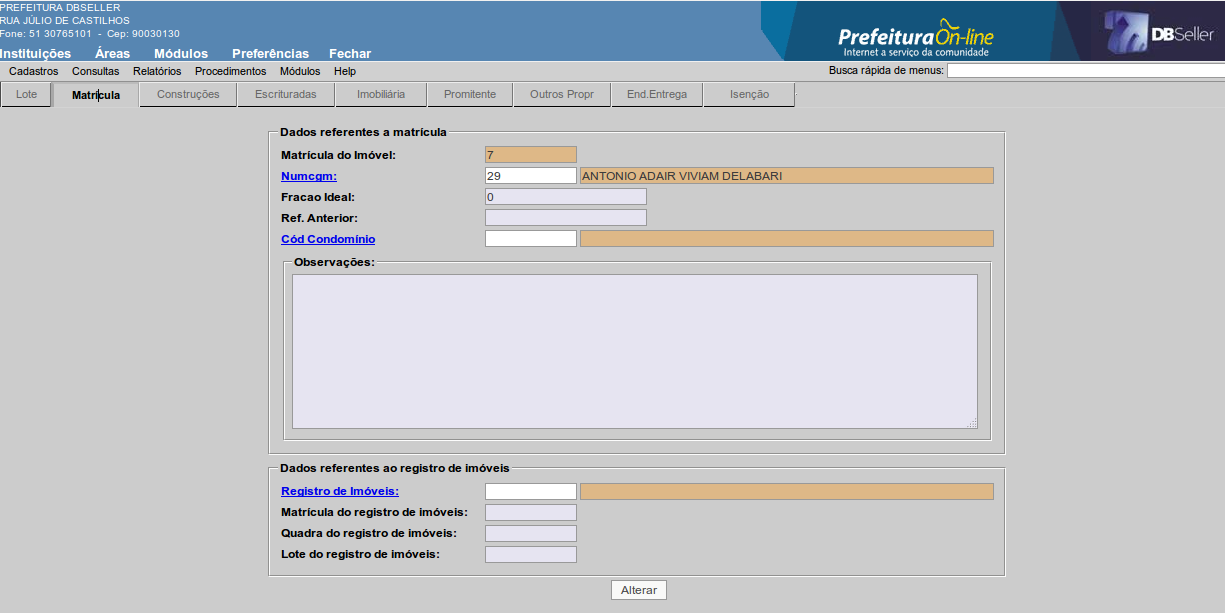 PREFEITURA DBSELLER
RUA JÚLIO DE CASTILHOS
Fone: 51 30765101 - Cep: 90030130
Instituições Áreas Módulos Preferências Fechar
PrefeituraOn-line
Internet a serviço da comunidade
DBSeller
Cadastros Consultas Relatórios Procedimentos Módulos Help
Busca rápida de menus:
Lote Matrícula Construções Escrituradas Imobiliária Promitente Outros Propr End.Entrega Isenção
Dados referentes a matrícula
Matrícula do Imóvel: 7
Numcgm: 29 ANTONIO ADAIR VIVIAM DELABARI
Fracao Ideal: 0
Ref. Anterior:
Cód Condomínio
Observações:
Dados referentes ao registro de imóveis
Registro de Imóveis:
Matrícula do registro de imóveis:
Quadra do registro de imóveis:
Lote do registro de imóveis:
Alterar